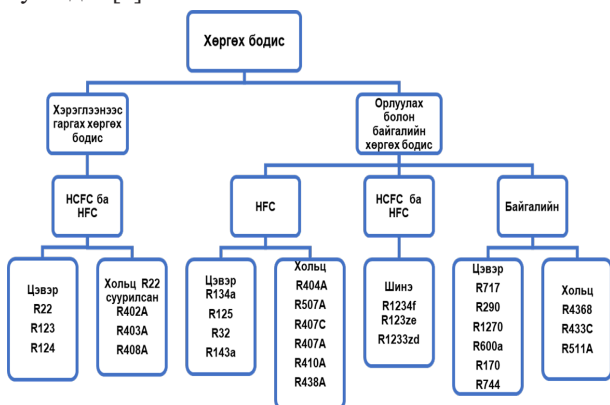 Хөргөх бодис
Хэрэглээнээс
гаргах хөргөх
бодис
Орлуулах
болон
байгалийн
хөргөх бодис
HCFC ба
HFC
HFC
HCFC ба
HFC
Байгалийн
Цэвэр
R22
R123
R124
Хольц R22
суурилсан
R402A
R403A
R408A
Цэвэр
R134a
R125
R32
R143a
Хольц
R404A
R507A
R407C
R407A
R410A
R438A
Шинэ
R1234f
R123ze
R1233zd
Цэвэр
R717
R290
R1270
R600a
R170
R744
Хольц
R4368
R433C
R511A